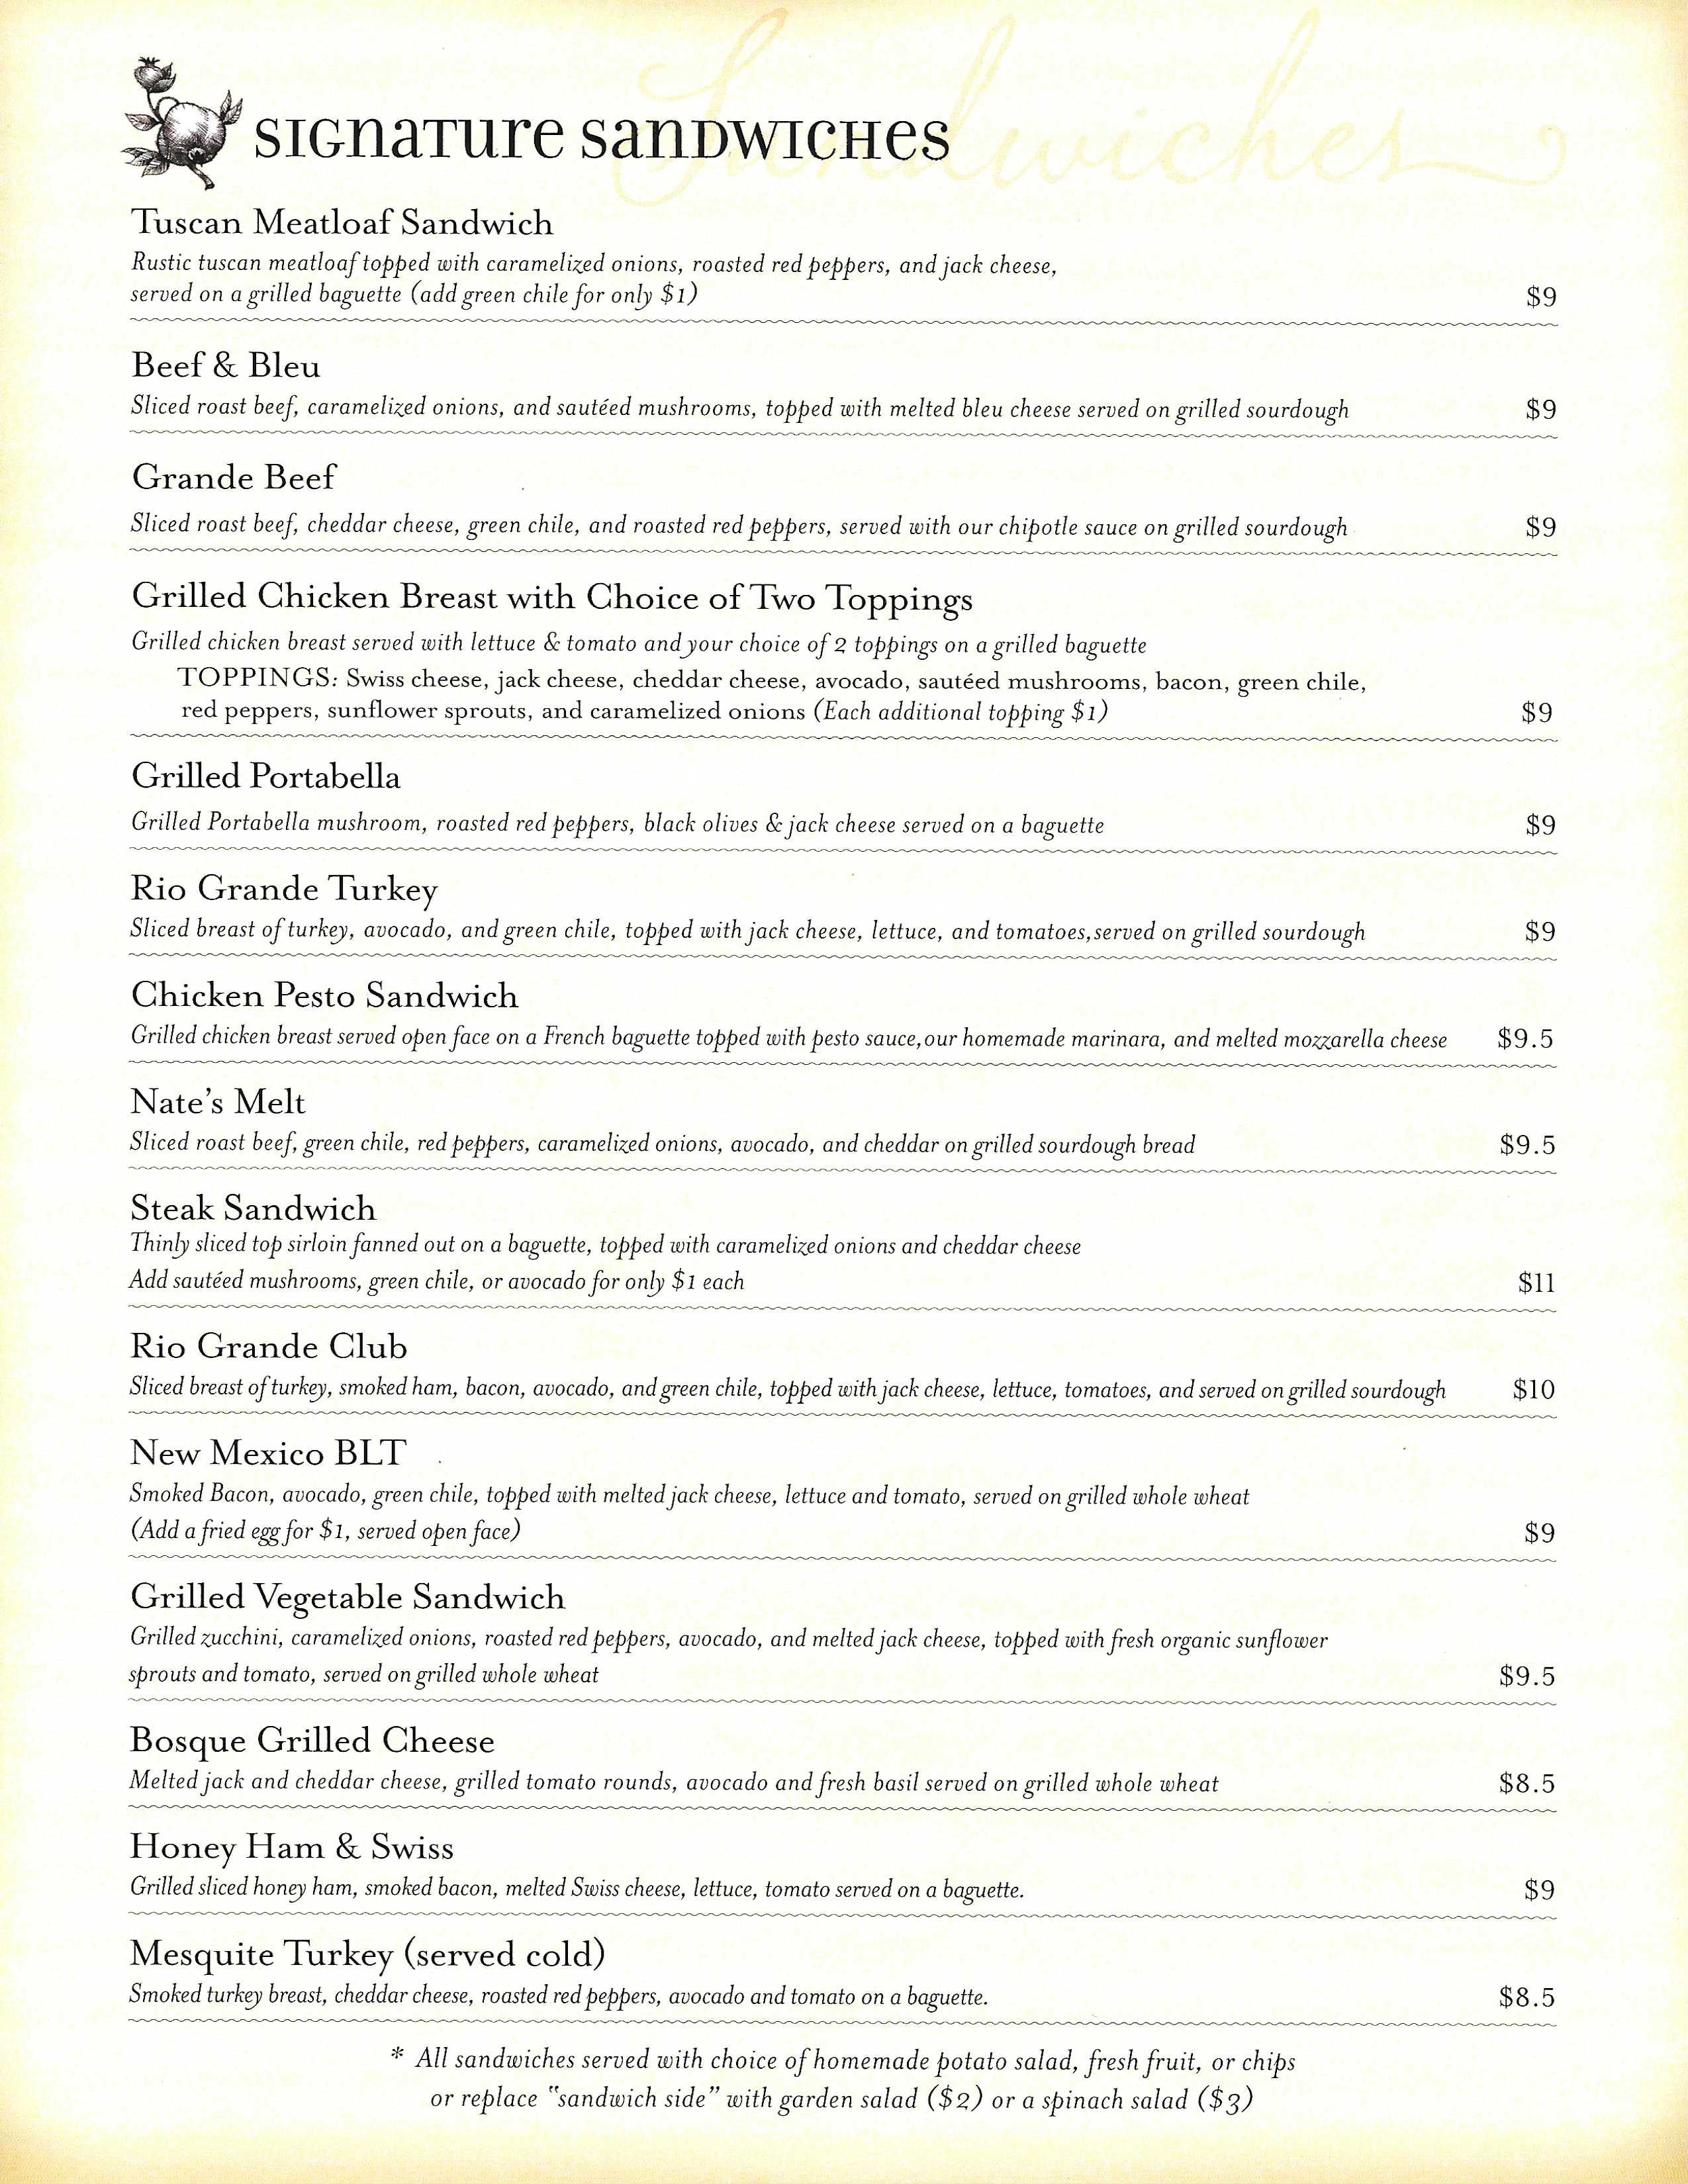 Sandwiches
SIGNATURE SANDWICHES
Tuscan Meatloaf Sandwich
Rustic tuscan meatloaf topped with caramelized onions, roasted red peppers, and jack cheese,
served on a grilled baguette (add green chile for only $1) $9
Beef & Bleu
Sliced roast beef, caramelized onions, and sautéed mushrooms, topped with melted bleu cheese served on grilled sourdough $9
Grande Beef
Sliced roast beef, cheddar cheese, green chile, and roasted red peppers, served with our chipotle sauce on grilled sourdough $9
Grilled Chicken Breast with Choice of Two Toppings
Grilled chicken breast served with lettuce & tomato and your choice of 2 toppings on a grilled baguette
TOPPINGS: Swiss cheese, jack cheese, cheddar cheese, avocado, sautéed mushrooms, bacon, green chile,
red peppers, sunflower sprouts, and caramelized onions (Each additional topping $1) $9
Grilled Portabella
Grilled Portabella mushroom, roasted red peppers, black olives & jack cheese served on a baguette $9
Rio Grande Turkey
Sliced breast of turkey, avocado, and green chile, topped with jack cheese, lettuce, and tomatoes,served on grilled sourdough $9
Chicken Pesto Sandwich
Grilled chicken breast served open face on a French baguette topped with pesto sauce,our homemade marinara, and melted mozzarella cheese $9.5
Nate's Melt
Sliced roast beef, green chile, red peppers, caramelized onions, avocado, and cheddar on grilled sourdough bread $9.5
Steak Sandwich
Thinly sliced top sirloin fanned out on a baguette, topped with caramelized onions and cheddar cheese
Add sautéed mushrooms, green chile, or avocado for only $1 each $11
Rio Grande Club
Sliced breast of turkey, smoked ham, bacon, avocado, and green chile, topped with jack cheese, lettuce, tomatoes, and served on grilled sourdough $10
New Mexico BLT
Smoked Bacon, avocado, green chile, topped with melted jack cheese, lettuce and tomato, served on grilled whole wheat
(Add a fried egg for $1, served open face) $9
Grilled Vegetable Sandwich
Grilled zucchini, caramelized onions, roasted red peppers, avocado, and melted jack cheese, topped with fresh organic sunflower
sprouts and tomato, served on grilled whole wheat $9.5
Bosque Grilled Cheese
Melted jack and cheddar cheese, grilled tomato rounds, avocado and fresh basil served on grilled whole wheat $8.5
Honey Ham & Swiss
Grilled sliced honey ham, smoked bacon, melted Swiss cheese, lettuce, tomato served on a baguette. $9
Mesquite Turkey (served cold)
Smoked turkey breast, cheddar cheese, roasted red peppers, avocado and tomato on a baguette. $8.5
* All sandwiches served with choice of homemade potato salad, fresh fruit, or chips
or replace "sandwich side" with garden salad ($2) or a spinach salad ($3)